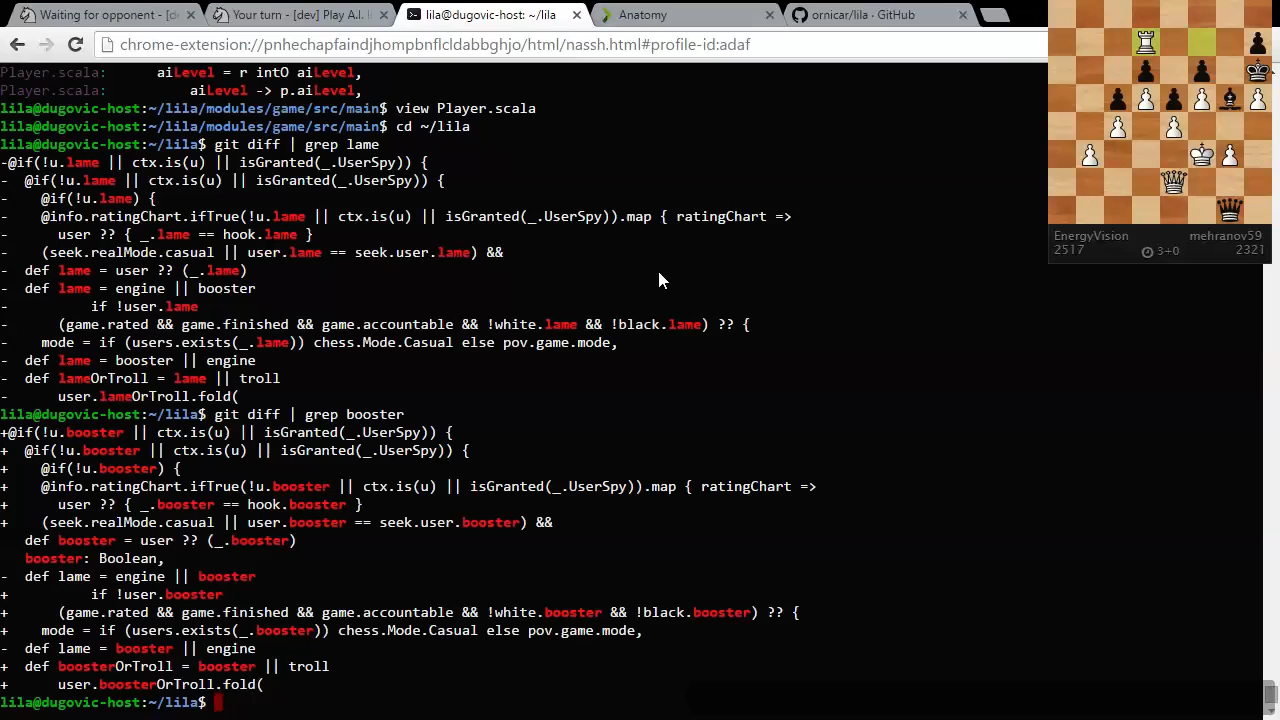 Waiting for opponent - [de
Your turn - [dev] Play A.I. l
lila@dugovic-host: ~/lila
Anatomy
ornicar/lila · GitHub
chrome-extension://pnhechapfaindjhompbnflcldabbghjo/html/nassh.html#profile-id:adaf
Player.scala:      aiLevel = r intO aiLevel,
Player.scala:          aiLevel -> p.aiLevel,
lila@dugovic-host:~/lila/modules/game/src/main$ view Player.scala
lila@dugovic-host:~/lila/modules/game/src/main$ cd ~/lila
lila@dugovic-host:~/lila$ git diff | grep lame
-@if(!u.lame || ctx.is(u) || isGranted(_.UserSpy)) {
-  @if(!u.lame || ctx.is(u) || isGranted(_.UserSpy)) {
-    @if(!u.lame) {
-    @info.ratingChart.ifTrue(!u.lame || ctx.is(u) || isGranted(_.UserSpy)).map { ratingChart =>
-      user ?? { _.lame == hook.lame }
-    (seek.realMode.casual || user.lame == seek.user.lame) &&
-  def lame = user ?? (_.lame)
-  def lame = engine || booster
-          if !user.lame
-      (game.rated && game.finished && game.accountable && !white.lame && !black.lame) ?? {
-    mode = if (users.exists(_.lame)) chess.Mode.Casual else pov.game.mode,
-  def lame = booster || engine
-  def lameOrTroll = lame || troll
-      user.lameOrTroll.fold(
lila@dugovic-host:~/lila$ git diff | grep booster
+@if(!u.booster || ctx.is(u) || isGranted(_.UserSpy)) {
+  @if(!u.booster || ctx.is(u) || isGranted(_.UserSpy)) {
+    @if(!u.booster) {
+    @info.ratingChart.ifTrue(!u.booster || ctx.is(u) || isGranted(_.UserSpy)).map { ratingChart =>
+      user ?? { _.booster == hook.booster }
+    (seek.realMode.casual || user.booster == seek.user.booster) &&
   def booster = user ?? (_.booster)
   booster: Boolean,
-  def lame = engine || booster
+          if !user.booster
+      (game.rated && game.finished && game.accountable && !white.booster && !black.booster) ?? {
+    mode = if (users.exists(_.booster)) chess.Mode.Casual else pov.game.mode,
-  def lame = booster || engine
+  def boosterOrTroll = booster || troll
+      user.boosterOrTroll.fold(
lila@dugovic-host:~/lila$
EnergyVision mehranov59
2517 3+0 2321